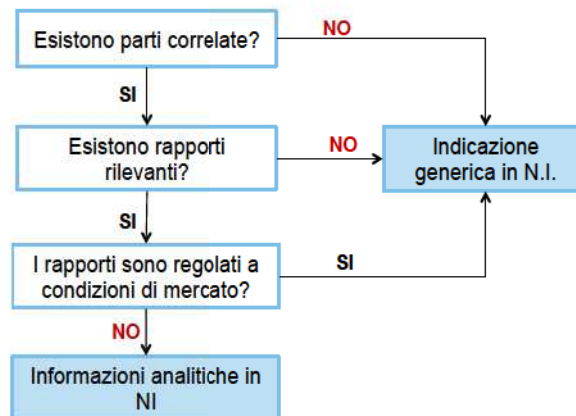 Esistono parti correlate?
NO
SI
Esistono rapporti
rilevanti?
NO
Indicazione
generica in N.I.
SI
I rapporti sono regolati a
condizioni di mercato?
SI
NO
Informazioni analitiche in
NI